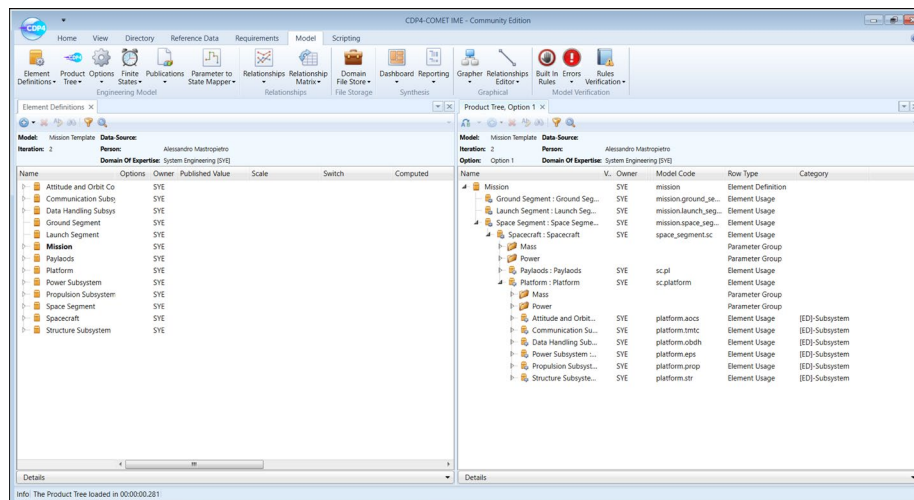 CDP4-COMET IME - Community Edition
CDP4
Home View Directory Reference Data Requirements Model Scripting
Element Definitions Product Tree Options Finite States Publications Parameter to State Mapper Relationships Relationship Matrix Domain File Store Dashboard Reporting Grapher Relationships Editor Built In Rules Errors Rules Verification
Engineering Model Relationships File Storage Synthesis Graphical Model Verification
Element Definitions
Model: Mission Template Data-Source:
Iteration: 2 Person: Alessandro Mastropietro
Domain Of Expertise: System Engineering [SYE]
Name Options Owner Published Value Scale Switch Computed
Attitude and Orbit Co SYE
Communication Subs SYE
Data Handling Subsys SYE
Ground Segment SYE
Launch Segment SYE
Mission SYE
Paylaods SYE
Platform SYE
Power Subsystem SYE
Propulsion Subsystem SYE
Space Segment SYE
Spacecraft SYE
Structure Subsystem SYE
Details
Product Tree, Option 1
Model: Mission Template Data-Source:
Iteration: 2 Person: Alessandro Mastropietro
Option: Option 1 Domain Of Expertise: System Engineering [SYE]
Name V.. Owner Model Code Row Type Category
Mission SYE mission Element Definition
Ground Segment : Ground Seg... SYE mission.ground_se... Element Usage
Launch Segment : Launch Seg... SYE mission.launch_seg... Element Usage
Space Segment : Space Segme... SYE mission.space_seg... Element Usage
Spacecraft : Spacecraft SYE space_segment.sc Element Usage
Mass Parameter Group
Power Parameter Group
Paylaods : Paylaods SYE sc.pl Element Usage
Platform : Platform SYE sc.platform Element Usage
Mass Parameter Group
Power Parameter Group
Attitude and Orbit... SYE platform.aocs Element Usage [ED]-Subsystem
Communication Su... SYE platform.tmtc Element Usage [ED]-Subsystem
Data Handling Sub... SYE platform.obdh Element Usage [ED]-Subsystem
Power Subsystem :... SYE platform.eps Element Usage [ED]-Subsystem
Propulsion Subsyst... SYE platform.prop Element Usage [ED]-Subsystem
Structure Subsyste... SYE platform.str Element Usage [ED]-Subsystem
Details
Info The Product Tree loaded in 00:00:00.281